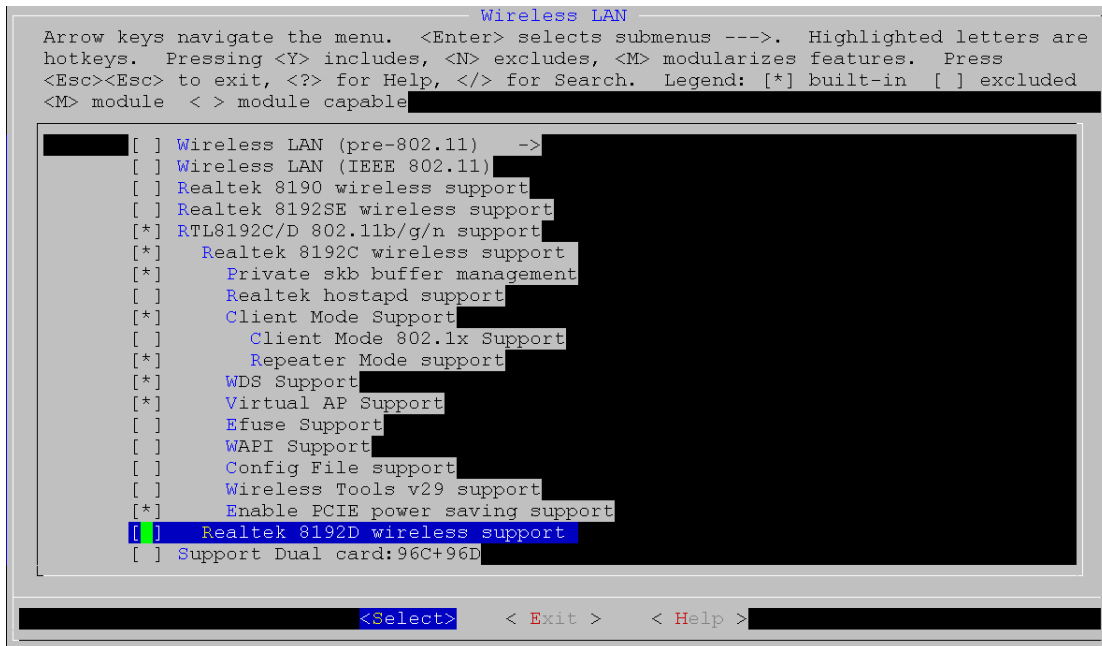 Wireless LAN
Arrow keys navigate the menu.  <Enter> selects submenus --->.  Highlighted letters are
hotkeys.  Pressing <Y> includes, <N> excludes, <M> modularizes features.  Press
<Esc><Esc> to exit, <?> for Help, </> for Search.  Legend: [*] built-in  [ ] excluded
<M> module  < > module capable
[ ] Wireless LAN (pre-802.11)   ->
[ ] Wireless LAN (IEEE 802.11)
[ ] Realtek 8190 wireless support
[ ] Realtek 8192SE wireless support
[*] RTL8192C/D 802.11b/g/n support
[*]   Realtek 8192C wireless support
[*]     Private skb buffer management
[ ]     Realtek hostapd support
[*]     Client Mode Support
[ ]       Client Mode 802.1x Support
[*]       Repeater Mode support
[*]     WDS Support
[*]     Virtual AP Support
[ ]     Efuse Support
[ ]     WAPI Support
[ ]     Config File support
[ ]     Wireless Tools v29 support
[*]     Enable PCIE power saving support
[ ]   Realtek 8192D wireless support
[ ] Support Dual card:96C+96D
<Select>    < Exit >    < Help >